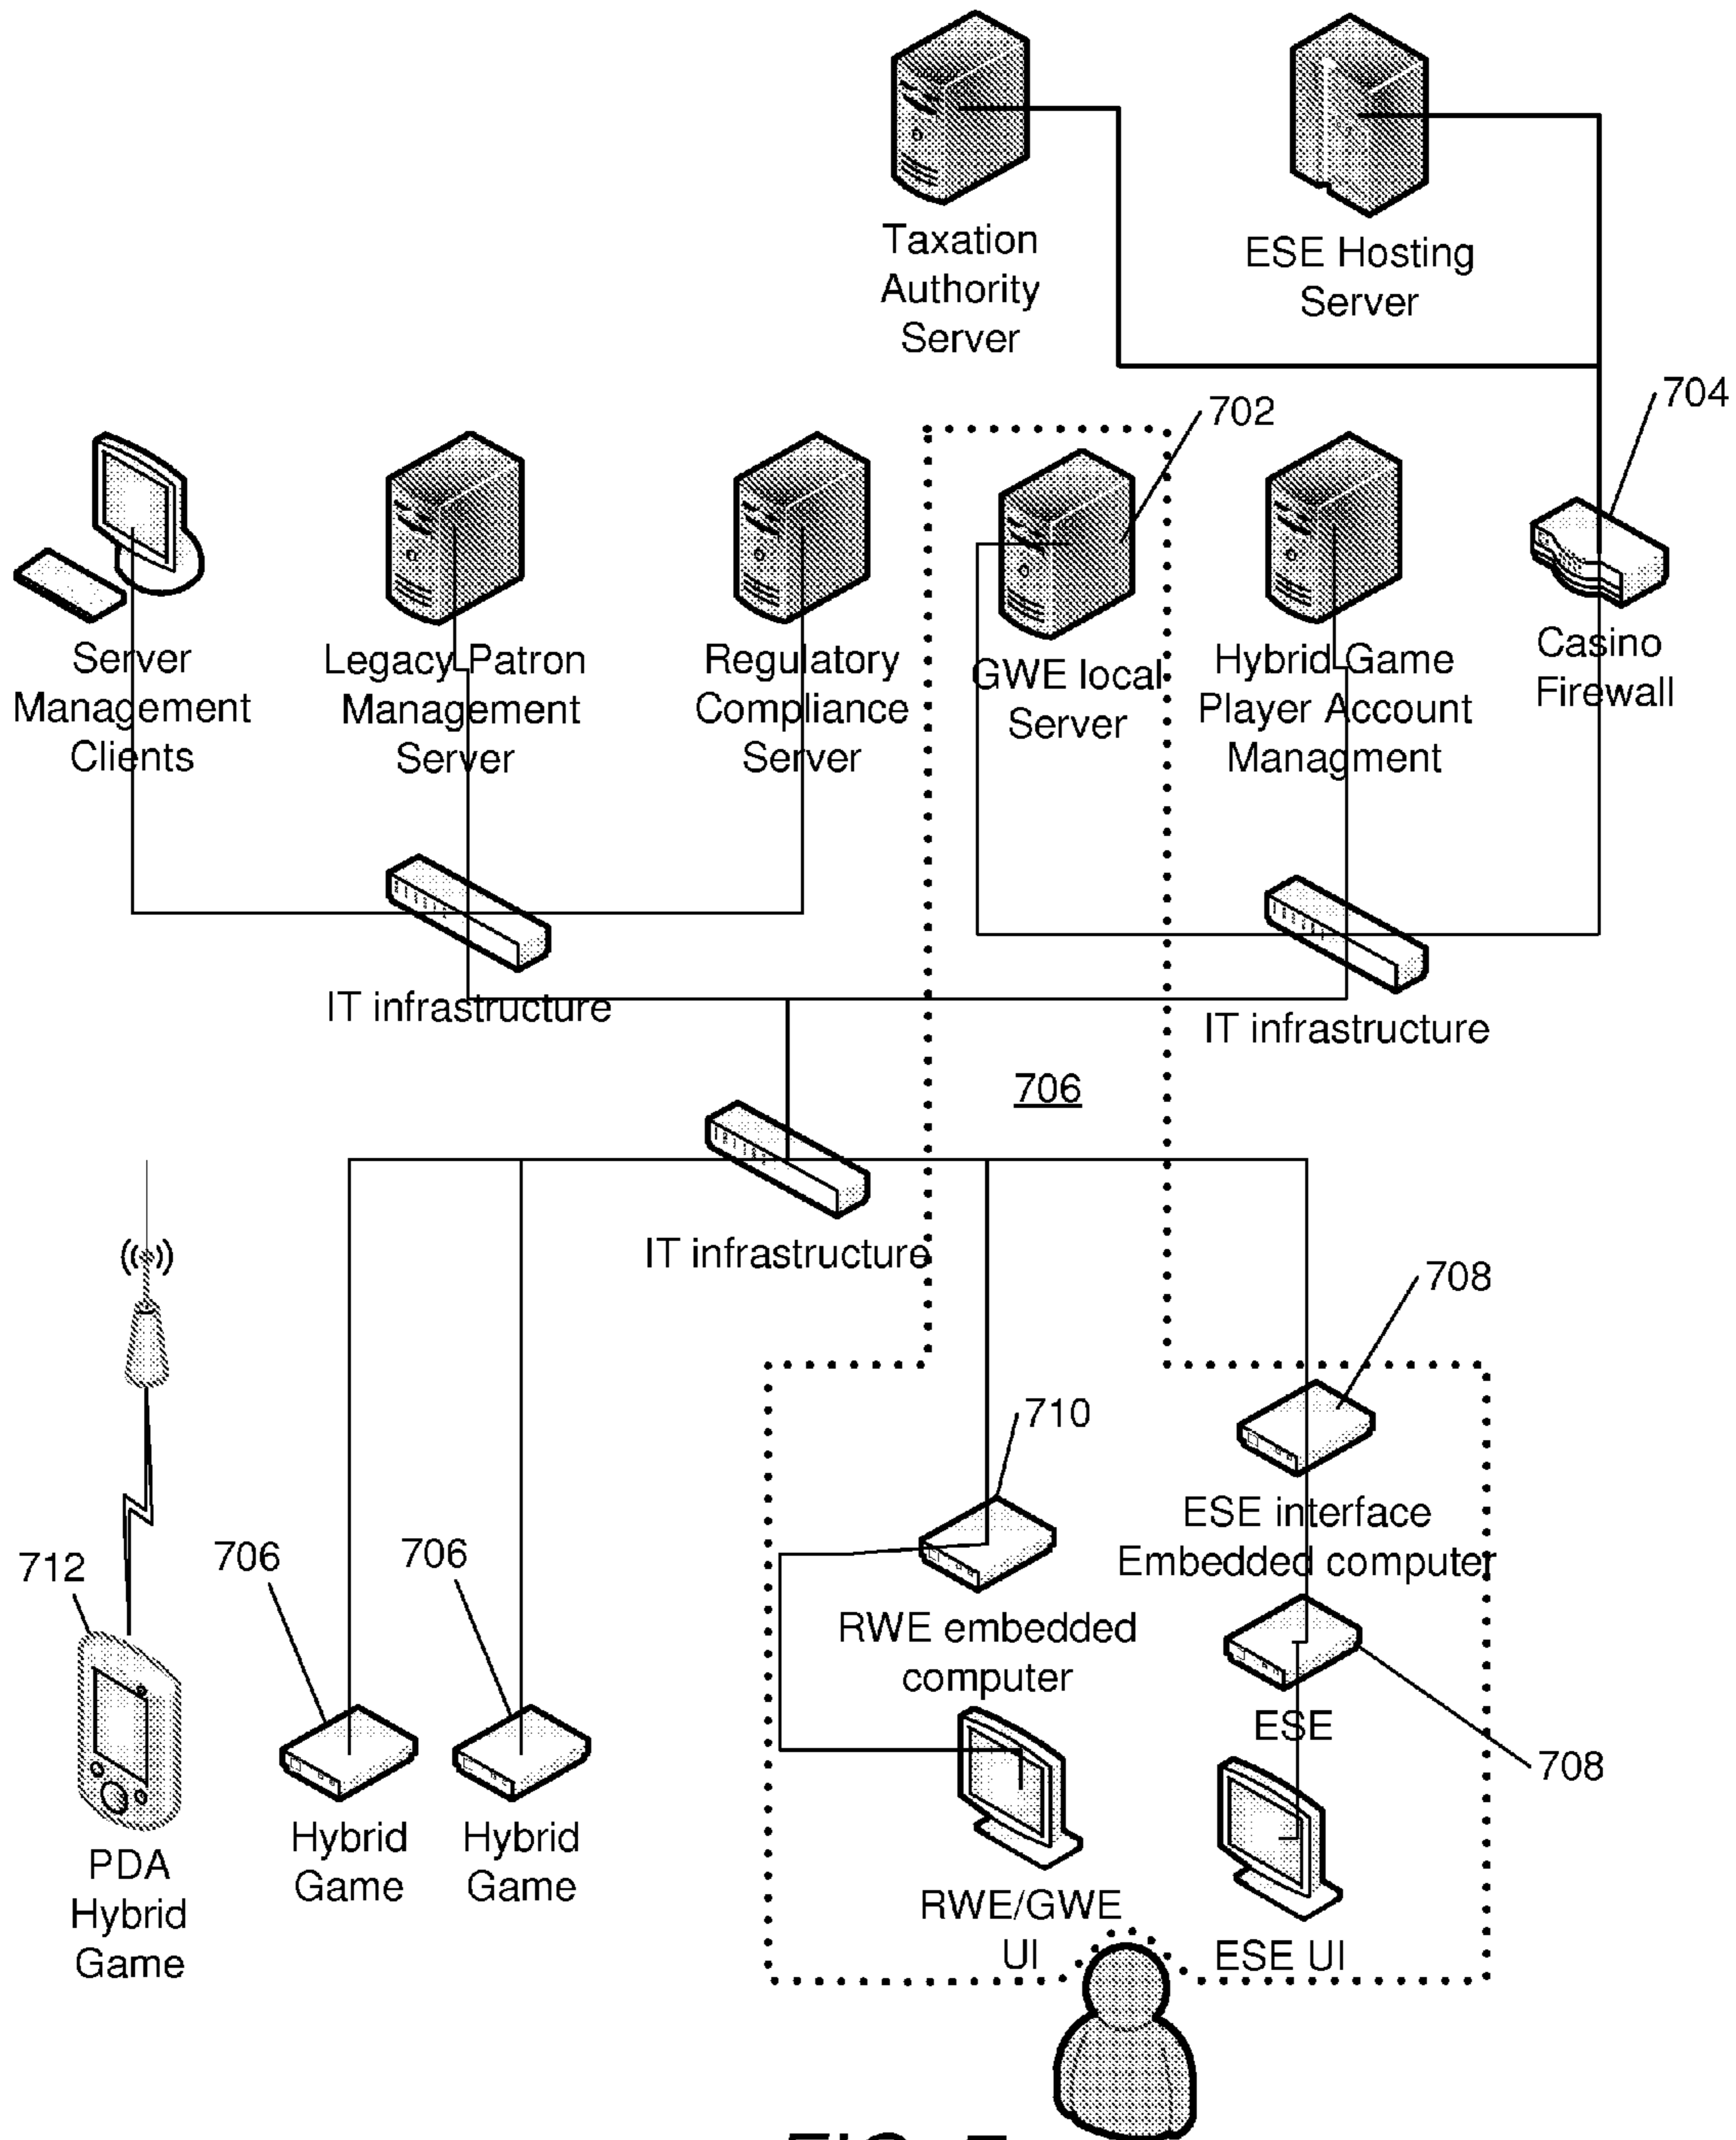 Taxation
Authority
Server
ESE Hosting
Server
704
702
Server
Management
Clients
Legacy Patron
Management
Server
Regulatory
Compliance
Server
GWE local
Server
Hybrid Game
Player Account
Managment
Casino
Firewall
IT infrastructure
IT infrastructure
706
IT infrastructure
708
710
ESE interface
Embedded computer
712
706
706
RWE embedded
computer
ESE
708
PDA
Hybrid
Game
Hybrid
Game
Hybrid
Game
RWE/GWE
UI
ESE UI